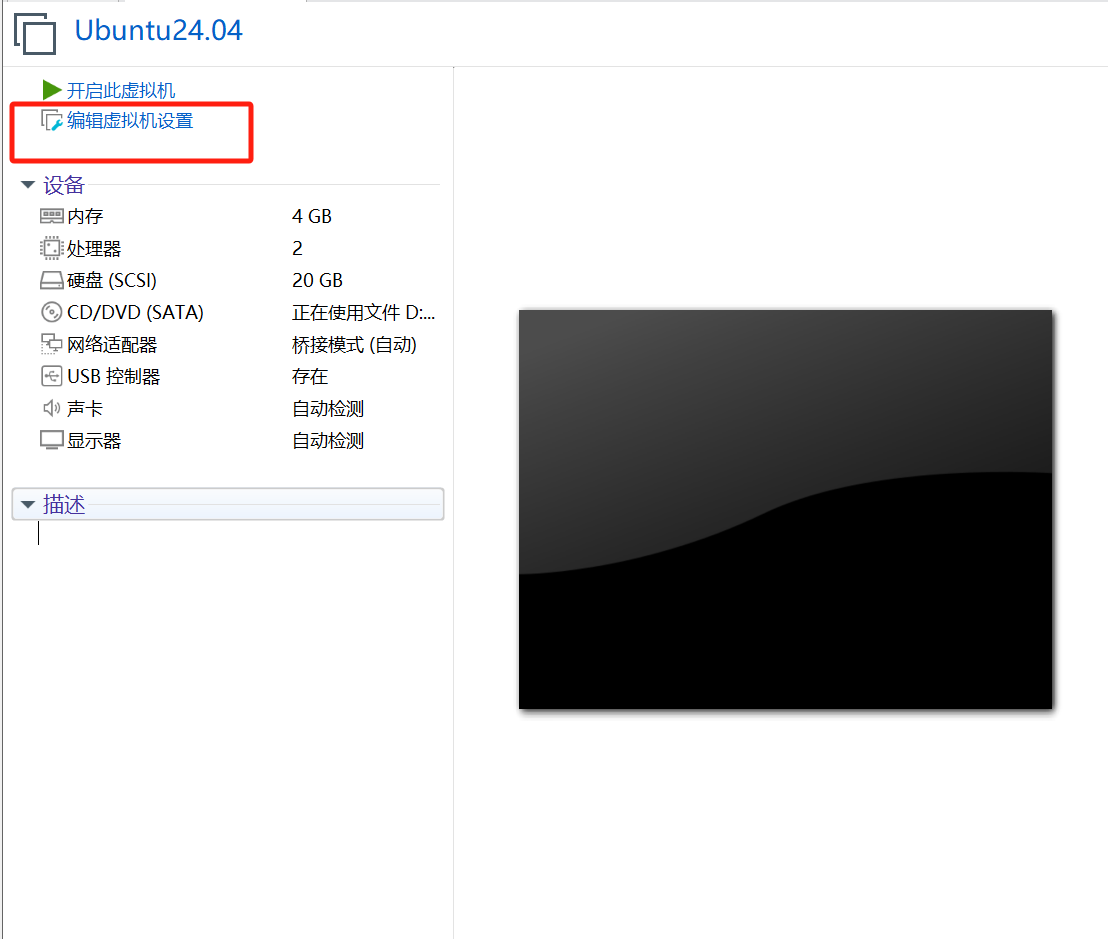 Ubuntu24.04
开启此虚拟机
编辑虚拟机设置
设备
内存 4 GB
处理器 2
硬盘 (SCSI) 20 GB
CD/DVD (SATA) 正在使用文件 D:...
网络适配器 桥接模式 (自动)
USB 控制器 存在
声卡 自动检测
显示器 自动检测
描述